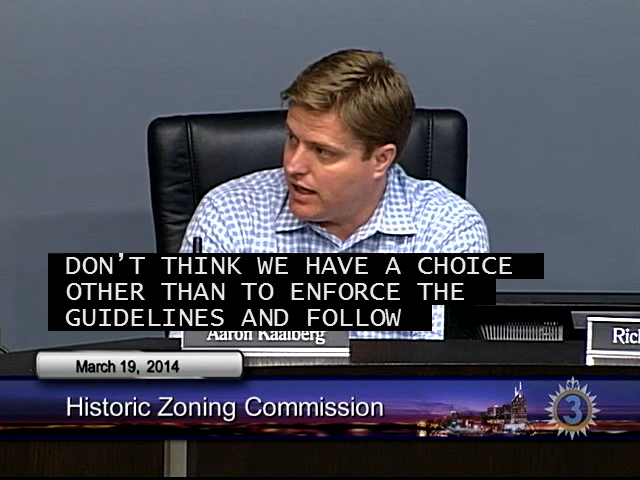 DON'T THINK WE HAVE A CHOICE
OTHER THAN TO ENFORCE THE
GUIDELINES AND FOLLOW
Aaron Kaalberg
Ric
March 19, 2014
Historic Zoning Commission
3